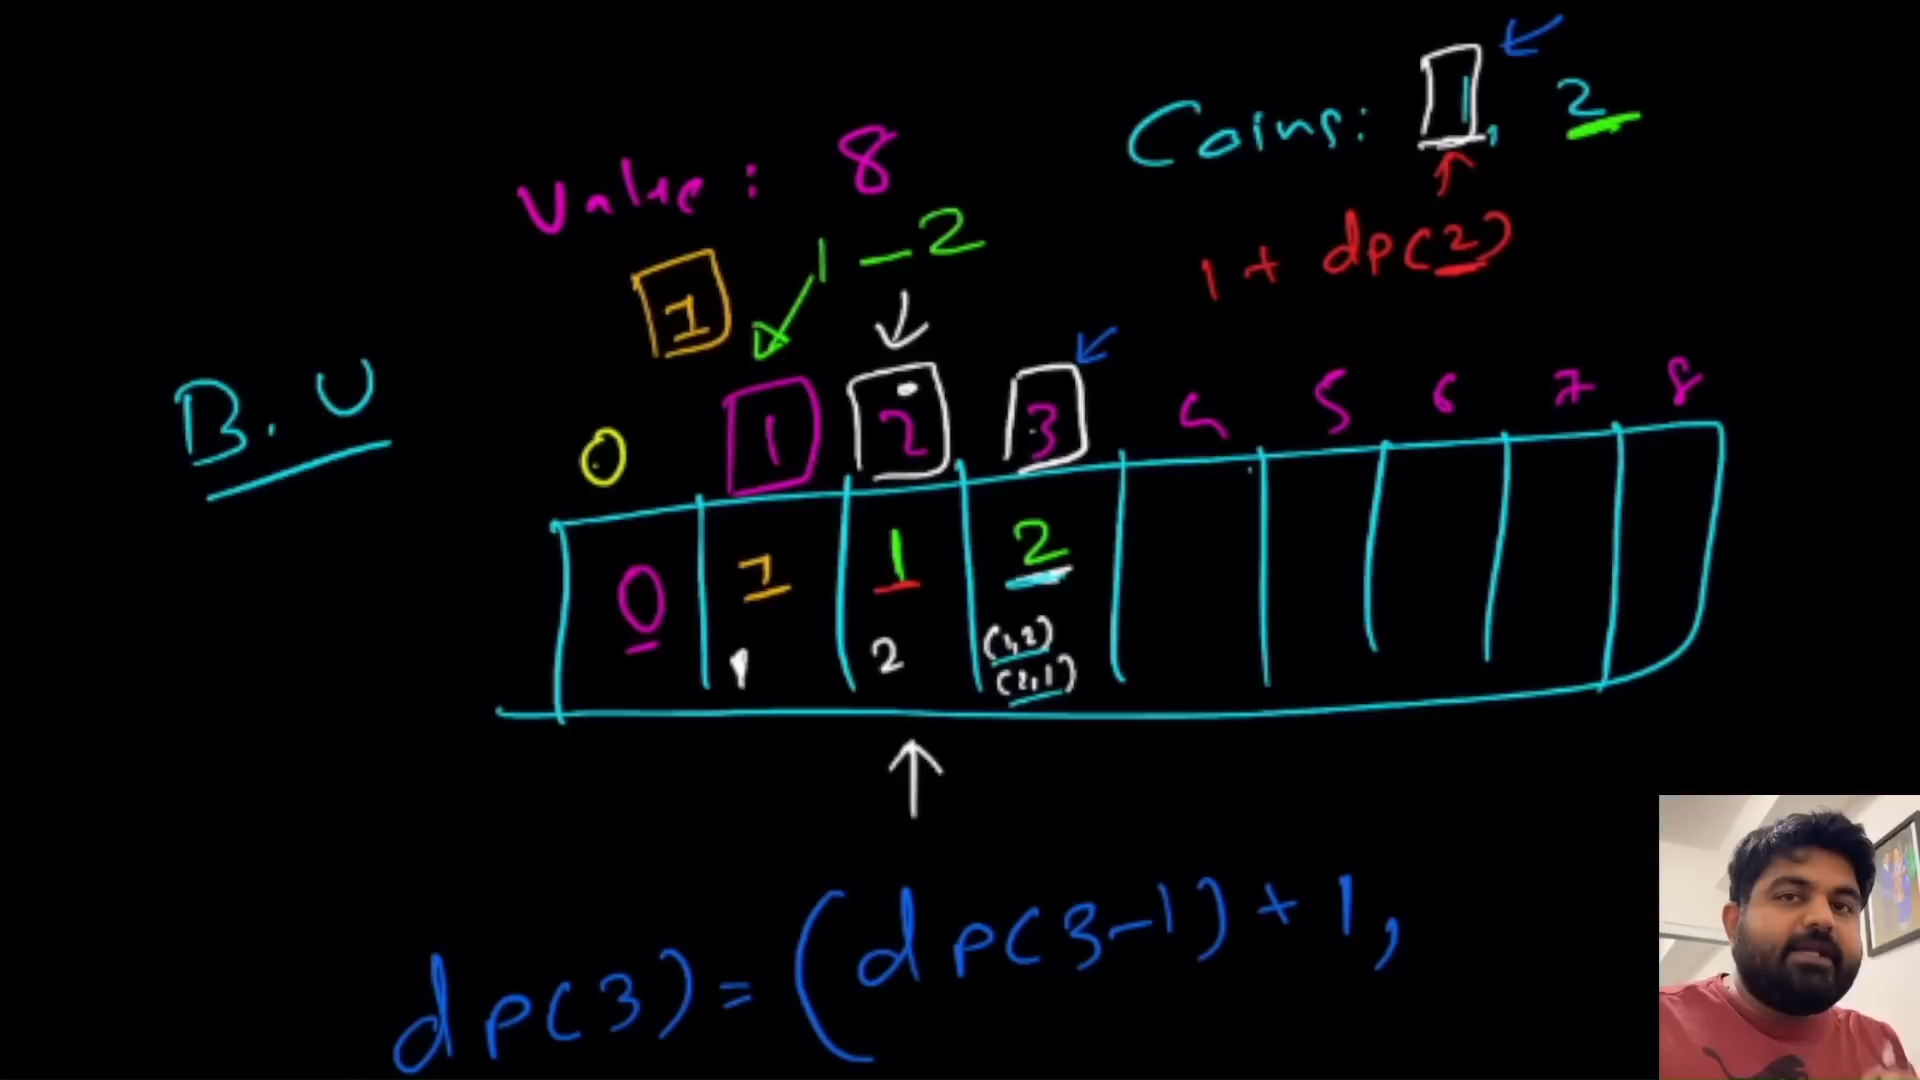 Coins: 1, 2
Value: 8
1 - 2
1 + dp(2)
1
B.U
0 1 2 3 4 5 6 7 8
0 1 1 2
1 2 (1,2)
(2,1)
dp(3) = (dp(3-1) + 1,